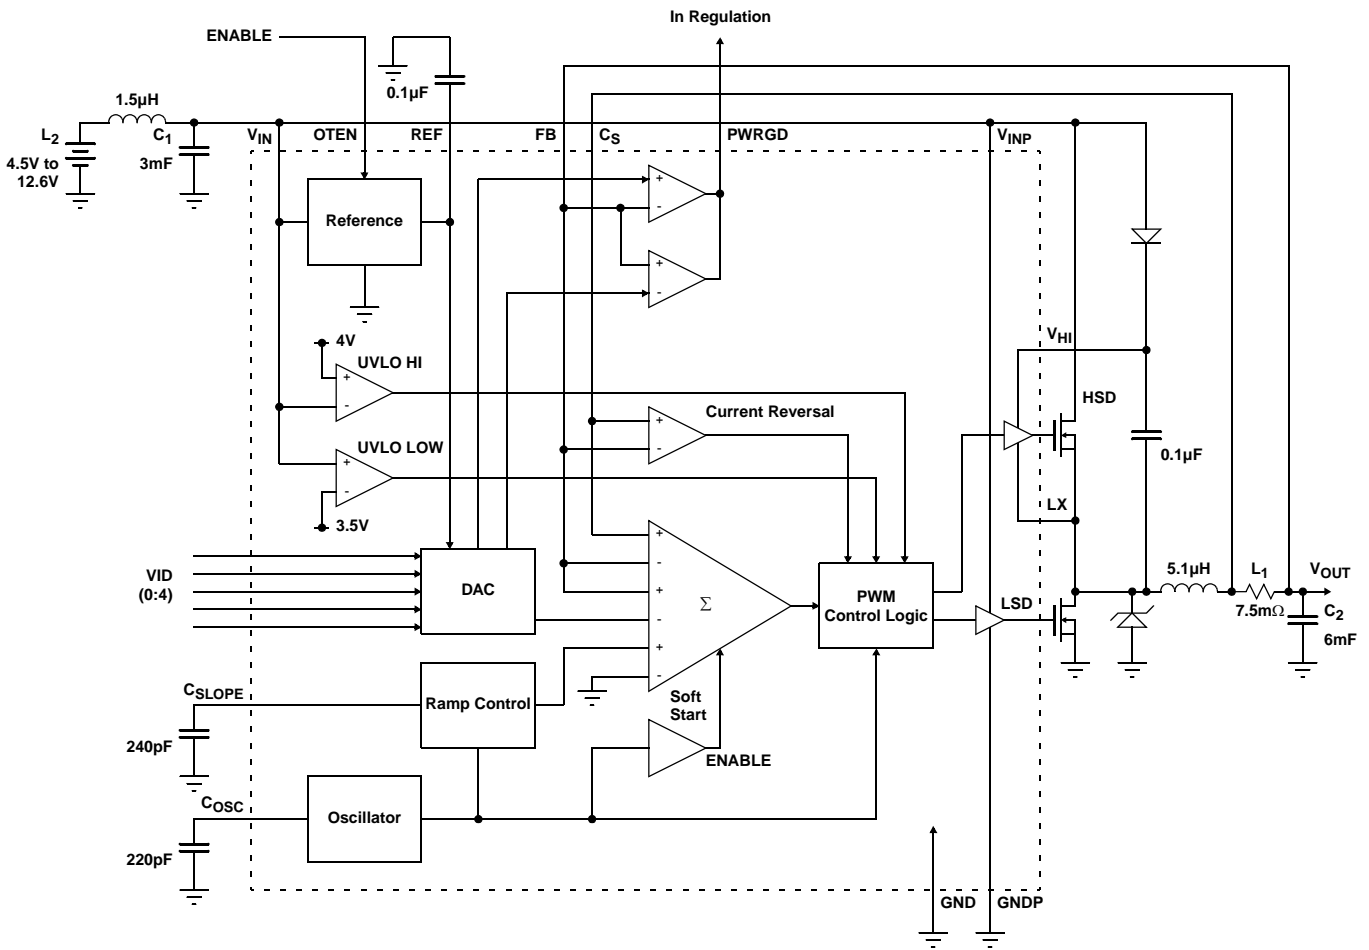 In Regulation
ENABLE
0.1µF
1.5µH
L2
C1
VIN
OTEN
REF
FB
CS
PWRGD
VINP
4.5V to
12.6V
3mF
+
-
Reference
+
-
4V
UVLO HI
+
-
VHI
HSD
Current Reversal
+
-
0.1µF
UVLO LOW
+
-
3.5V
LX
+
-
+
-
+
-
Σ
VID
(0:4)
DAC
PWM
Control Logic
LSD
5.1µH
L1
7.5mΩ
VOUT
C2
6mF
CSLOPE
Ramp Control
Soft
Start
240pF
ENABLE
COSC
Oscillator
220pF
GND
GNDP